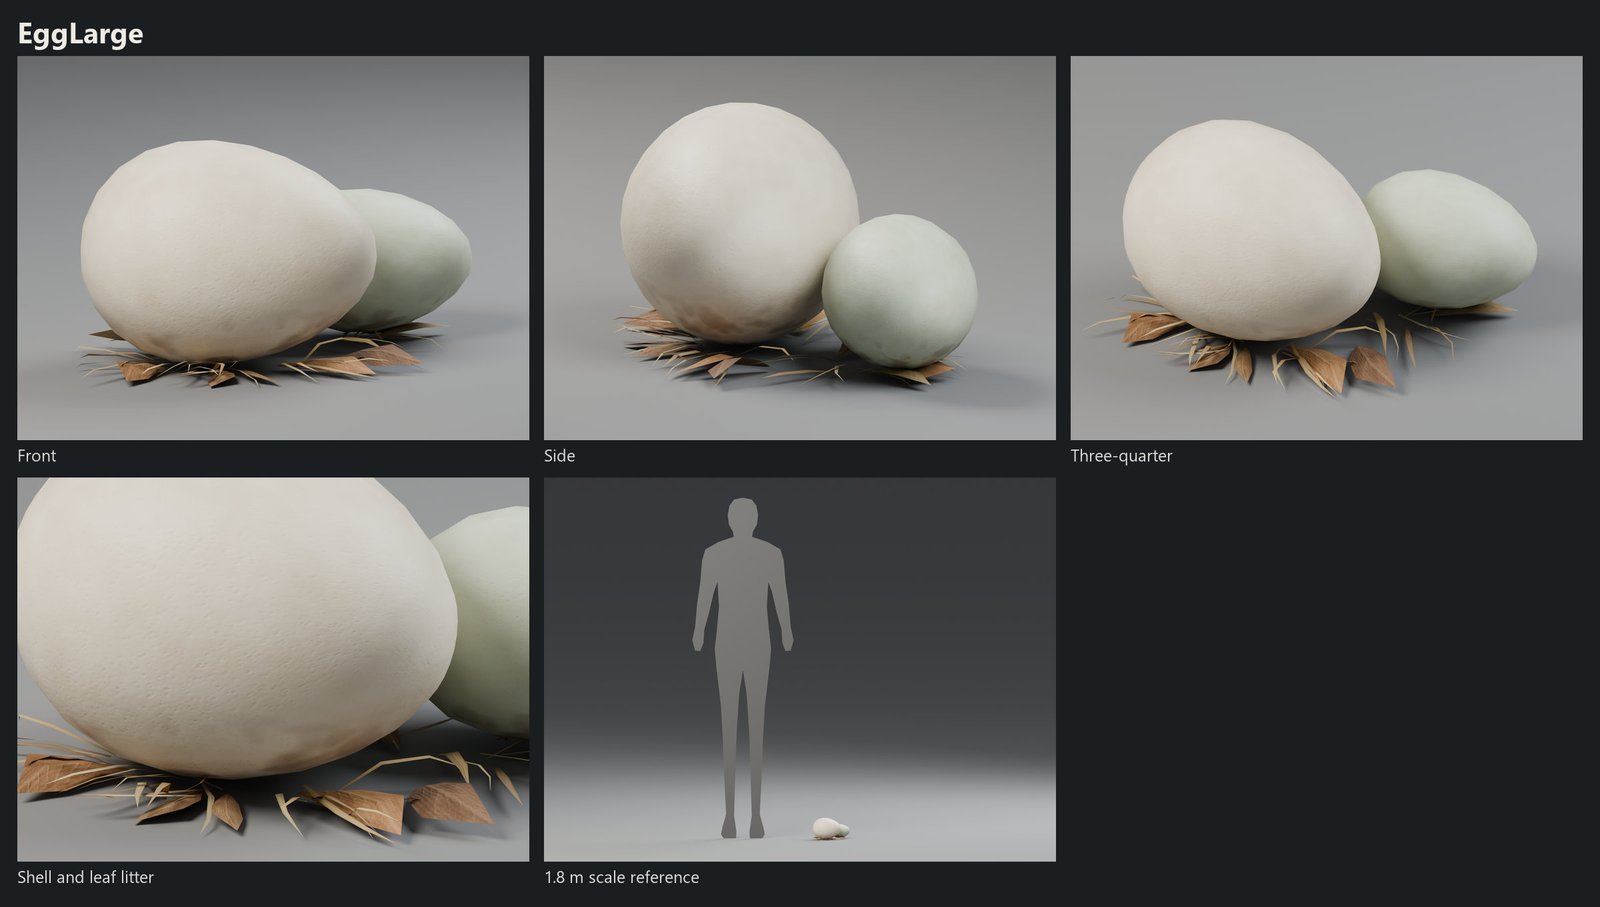 EggLarge
Front
Side
Three-quarter
Shell and leaf litter
1.8 m scale reference